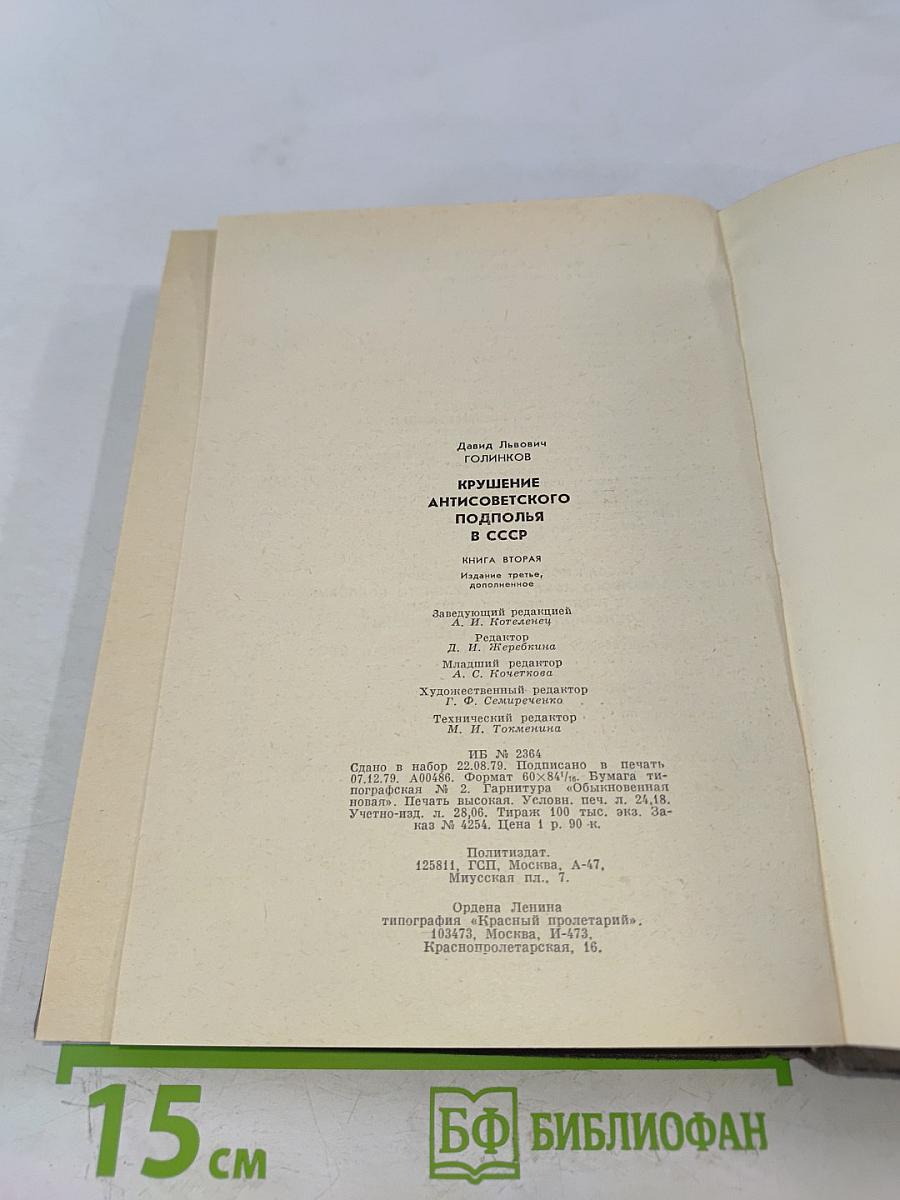 Давид Львович
ГОЛИНКОВ
КРУШЕНИЕ
АНТИСОВЕТСКОГО
ПОДПОЛЬЯ
В СССР
КНИГА ВТОРАЯ
Издание третье,
дополненное
Заведующий редакцией
А. И. Котеленец
Редактор
Д. И. Жеребкина
Младший редактор
А. С. Кочеткова
Художественный редактор
Г. Ф. Семиреченко
Технический редактор
М. И. Токменина
ИБ № 2364
Сдано в набор 22.08.79. Подписано в печать
07.12.79. А00486. Формат 60×84¹/₁₆. Бумага ти-
пографская № 2. Гарнитура «Обыкновенная
новая». Печать высокая. Условн. печ. л. 24,18.
Учетно-изд. л. 28,06. Тираж 100 тыс. экз. За-
каз № 4254. Цена 1 р. 90 к.
Политиздат.
125811, ГСП, Москва, А-47,
Миусская пл., 7.
Ордена Ленина
типография «Красный пролетарий».
103473, Москва, И-473,
Краснопролетарская, 16.
15 см
БФ БИБЛИОФАН